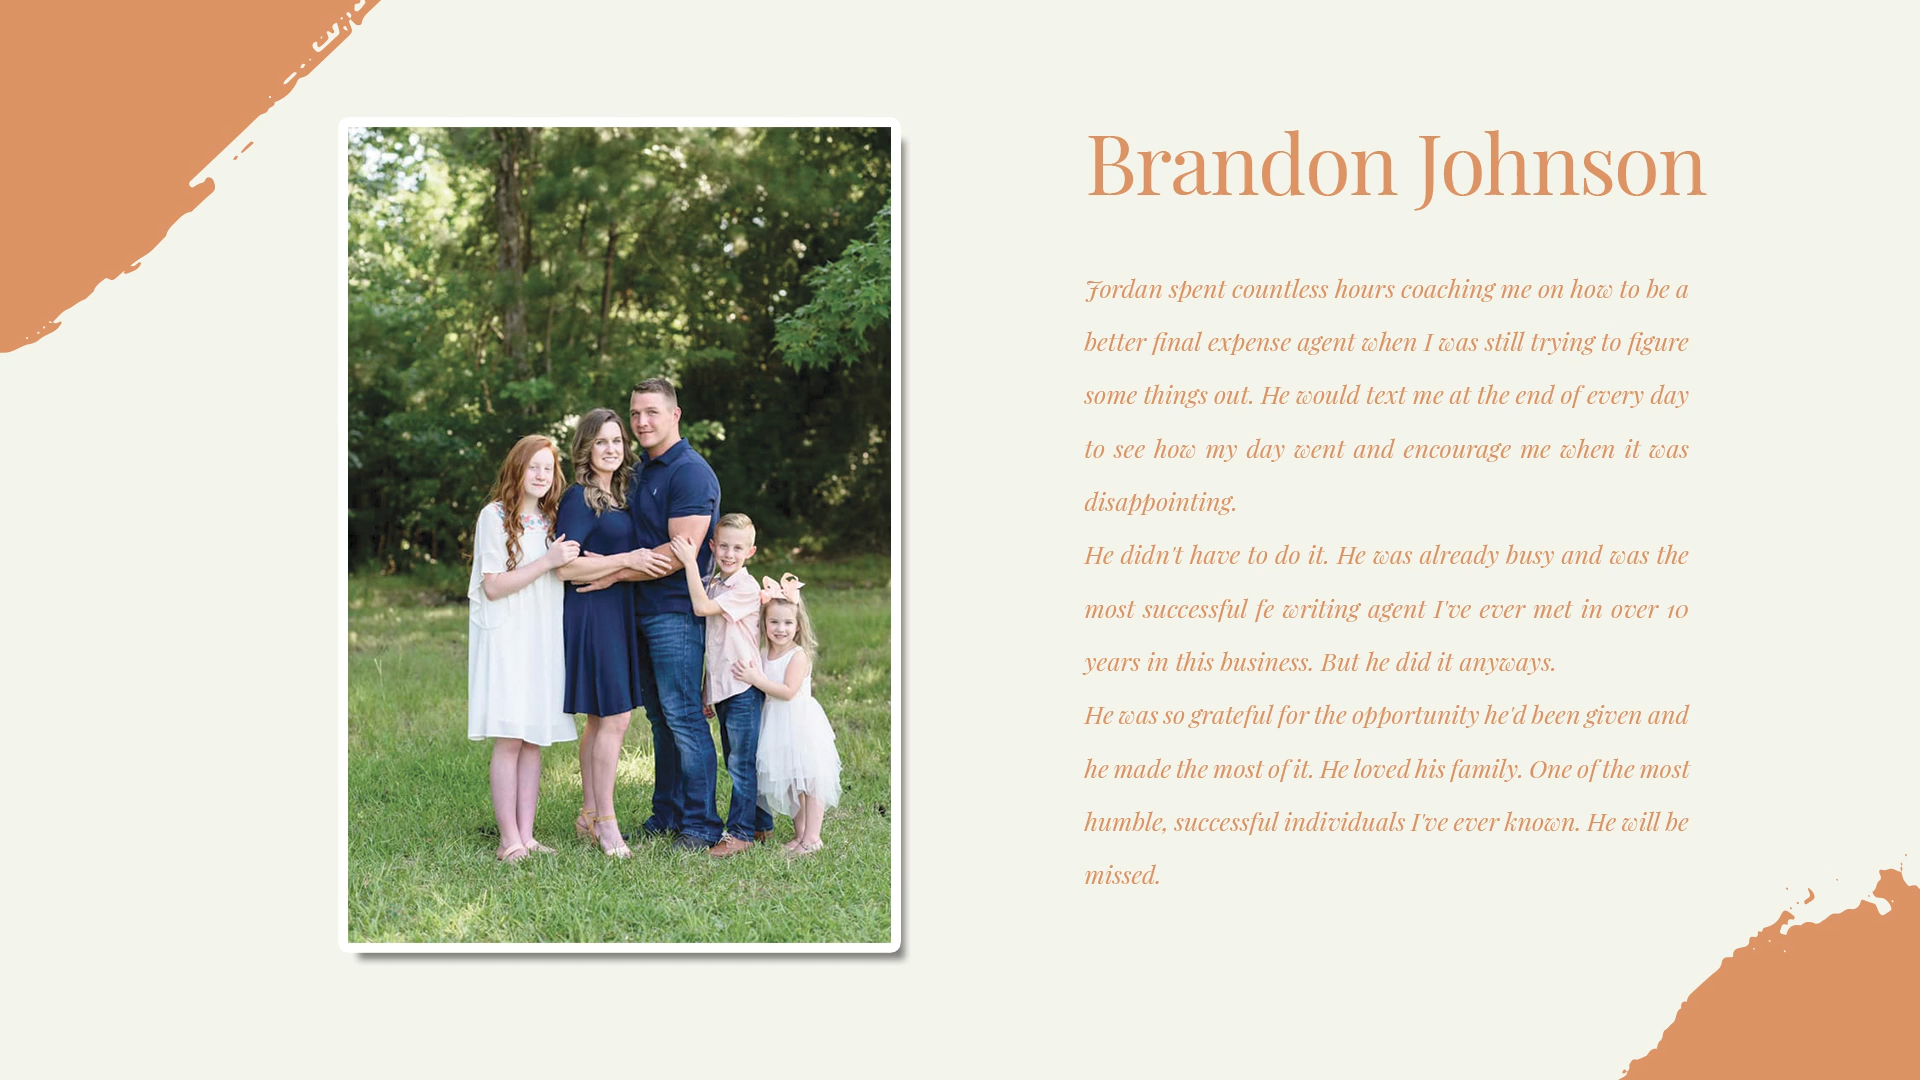 Brandon Johnson
Jordan spent countless hours coaching me on how to be a
better final expense agent when I was still trying to figure
some things out. He would text me at the end of every day
to see how my day went and encourage me when it was
disappointing.
He didn't have to do it. He was already busy and was the
most successful fe writing agent I've ever met in over 10
years in this business. But he did it anyways.
He was so grateful for the opportunity he'd been given and
he made the most of it. He loved his family. One of the most
humble, successful individuals I've ever known. He will be
missed.